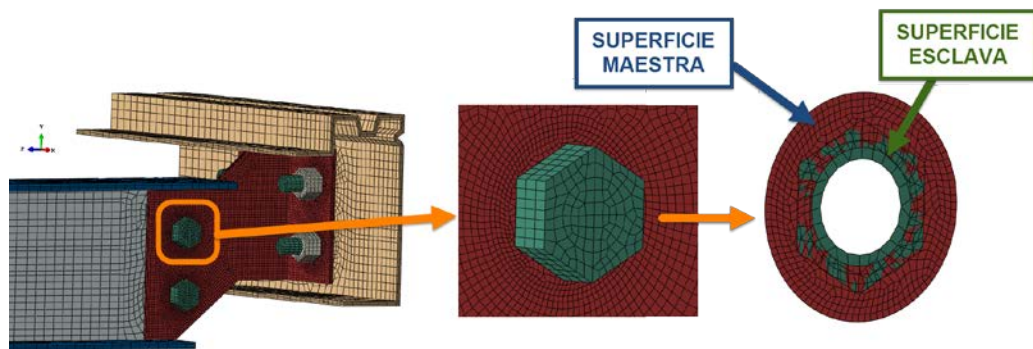 SUPERFICIE
MAESTRA
SUPERFICIE
ESCLAVA
Y
Z
X